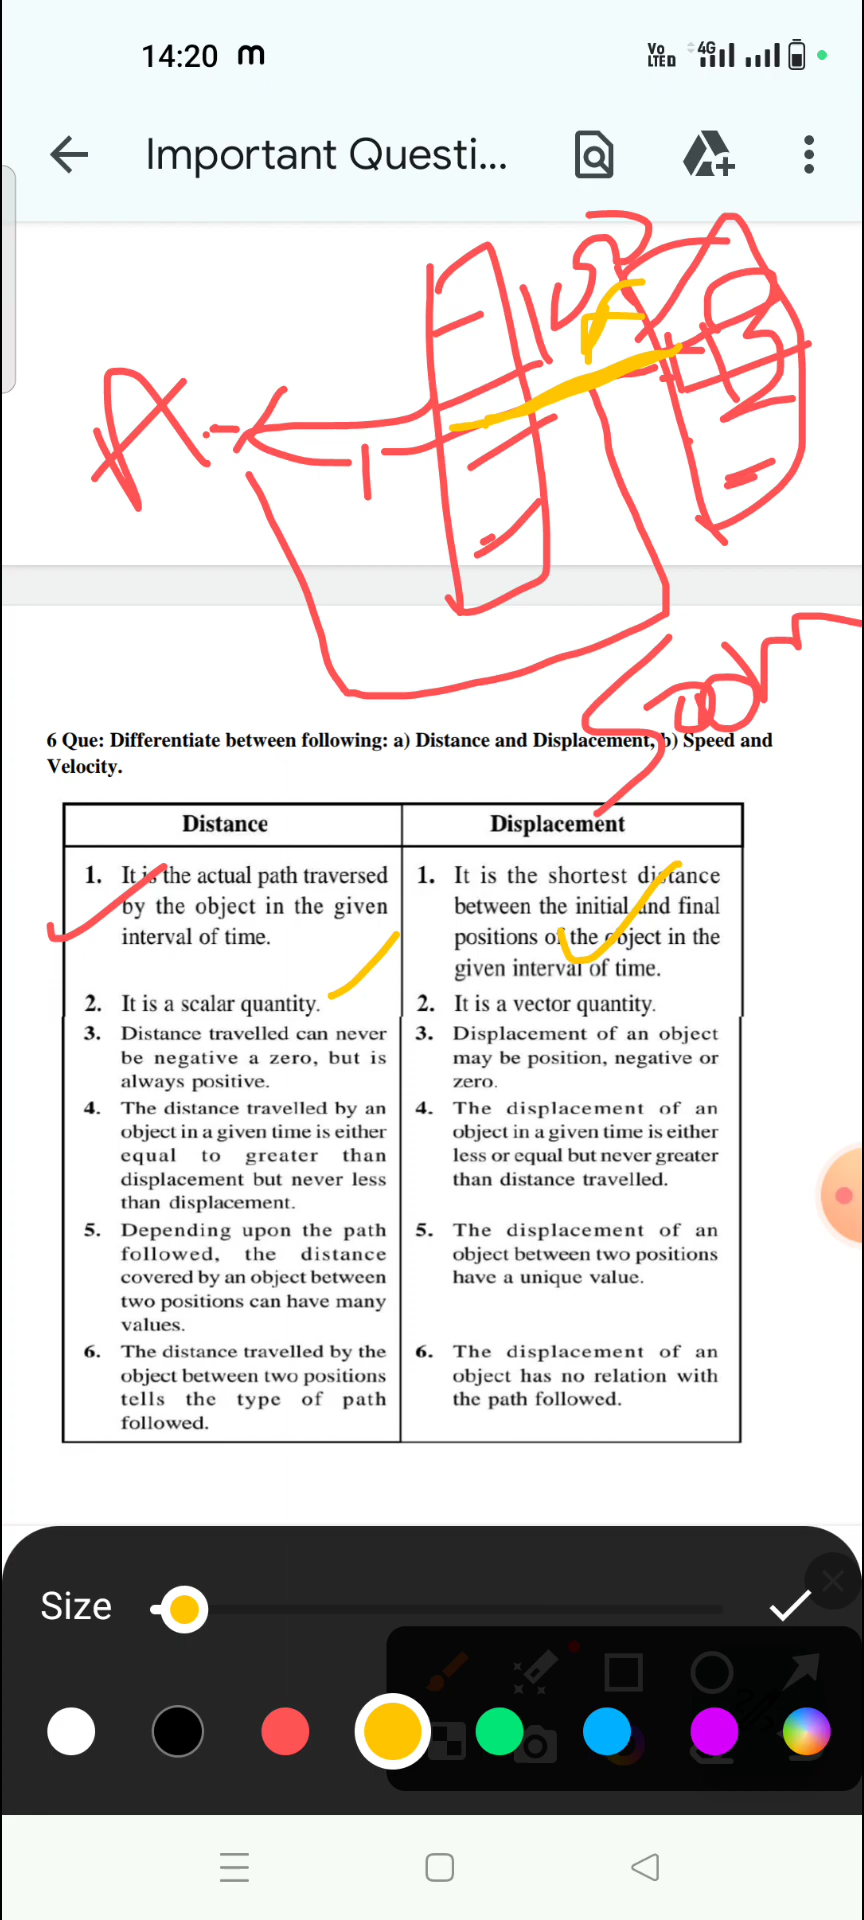 14:20 m
Vo LTE 4G
Important Questi...
A
B
500m
6 Que: Differentiate between following: a) Distance and Displacement, b) Speed and
Velocity.
Distance
1. It is the actual path traversed
by the object in the given
interval of time.
2. It is a scalar quantity.
3. Distance travelled can never
be negative a zero, but is
always positive.
4. The distance travelled by an
object in a given time is either
equal to greater than
displacement but never less
than displacement.
5. Depending upon the path
followed, the distance
covered by an object between
two positions can have many
values.
6. The distance travelled by the
object between two positions
tells the type of path
followed.
Displacement
1. It is the shortest distance
between the initial and final
positions of the object in the
given interval of time.
2. It is a vector quantity.
3. Displacement of an object
may be position, negative or
zero.
4. The displacement of an
object in a given time is either
less or equal but never greater
than distance travelled.
5. The displacement of an
object between two positions
have a unique value.
6. The displacement of an
object has no relation with
the path followed.
Size